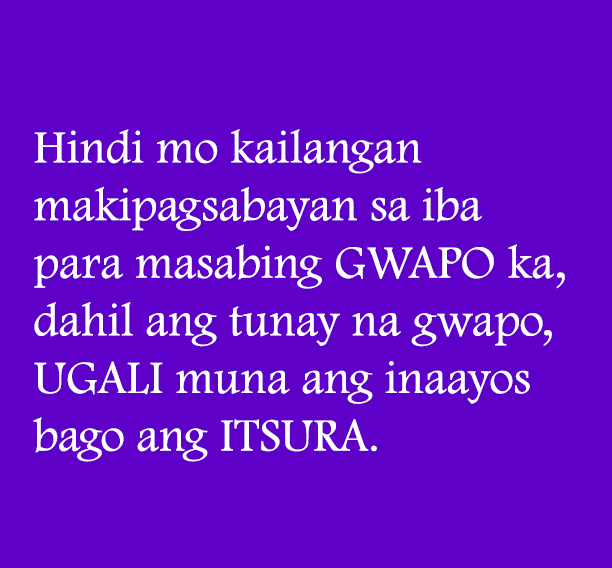 Hindi mo kailangan
makipagsabayan sa iba
para masabing GWAPO ka,
dahil ang tunay na gwapo,
UGALI muna ang inaayos
bago ang ITSURA.